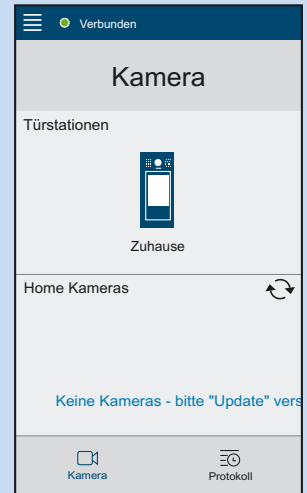 Verbunden
Kamera
Türstationen
Zuhause
Home Kameras
Keine Kameras - bitte "Update" vers
Kamera
Protokoll